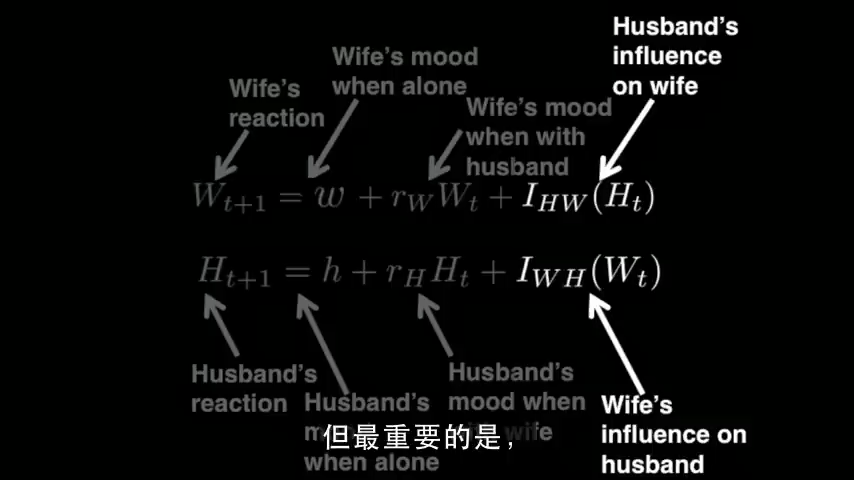 Husband's
influence
on wife
Wife's mood
when alone
Wife's
reaction
Wife's mood
when with
husband
W_{t+1} = w + r_W W_t + I_{HW}(H_t)
H_{t+1} = h + r_H H_t + I_{WH}(W_t)
Husband's
reaction
Husband's
when alone
Husband's
mood when
wife
Wife's
influence on
husband
但最重要的是，